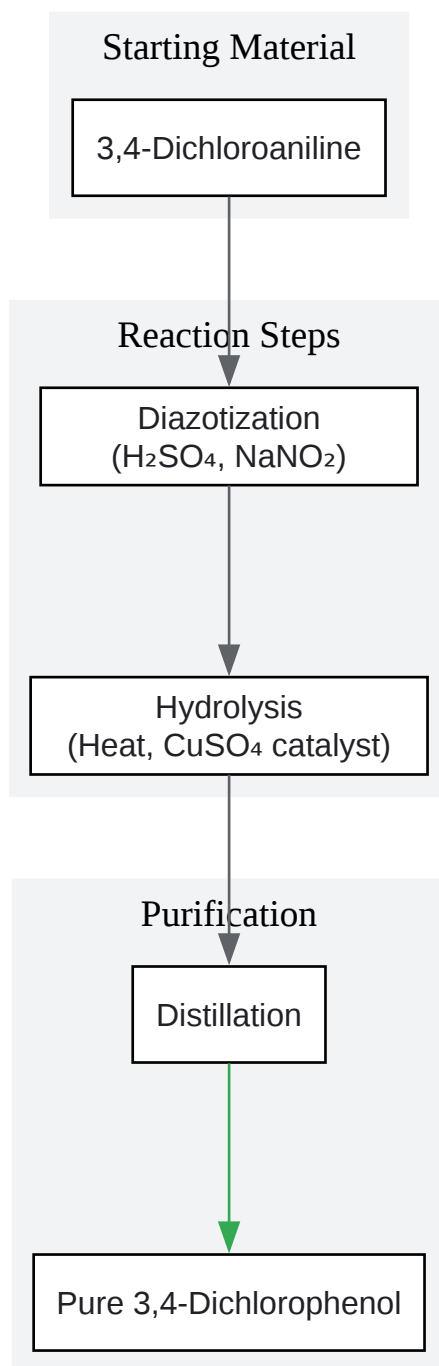 Starting Material
3,4-Dichloroaniline
Reaction Steps
Diazotization
(H₂SO₄, NaNO₂)
Hydrolysis
(Heat, CuSO₄ catalyst)
Purification
Distillation
Pure 3,4-Dichlorophenol